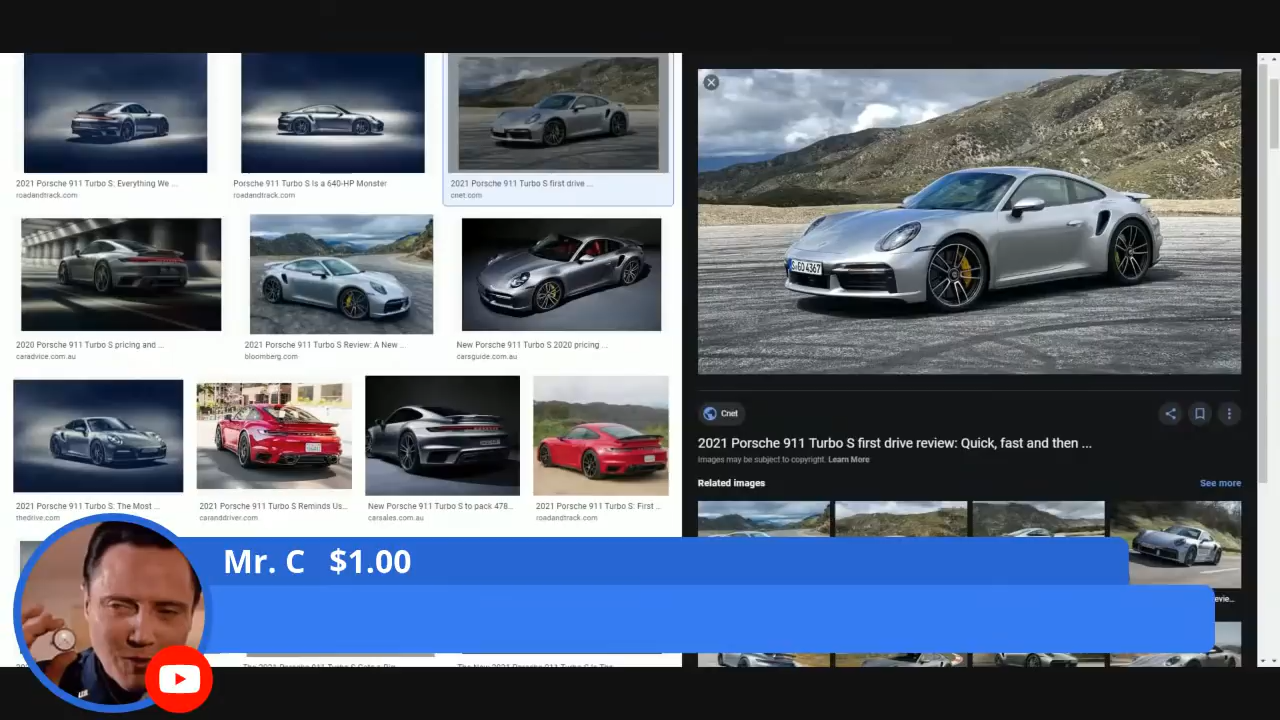 2021 Porsche 911 Turbo S: Everything We ...
roadandtrack.com
Porsche 911 Turbo S Is a 640-HP Monster
roadandtrack.com
2021 Porsche 911 Turbo S first drive ...
cnet.com
2020 Porsche 911 Turbo S pricing and ...
caradvice.com.au
2021 Porsche 911 Turbo S Review: A New ...
bloomberg.com
New Porsche 911 Turbo S 2020 pricing ...
carsguide.com.au
2021 Porsche 911 Turbo S: The Most ...
thedrive.com
2021 Porsche 911 Turbo S Reminds Us...
caranddriver.com
New Porsche 911 Turbo S to pack 478...
carsales.com.au
2021 Porsche 911 Turbo S: First ...
roadandtrack.com
S:GO 4367
Cnet
2021 Porsche 911 Turbo S first drive review: Quick, fast and then ...
Images may be subject to copyright. Learn More
Related images
See more
Mr. C $1.00